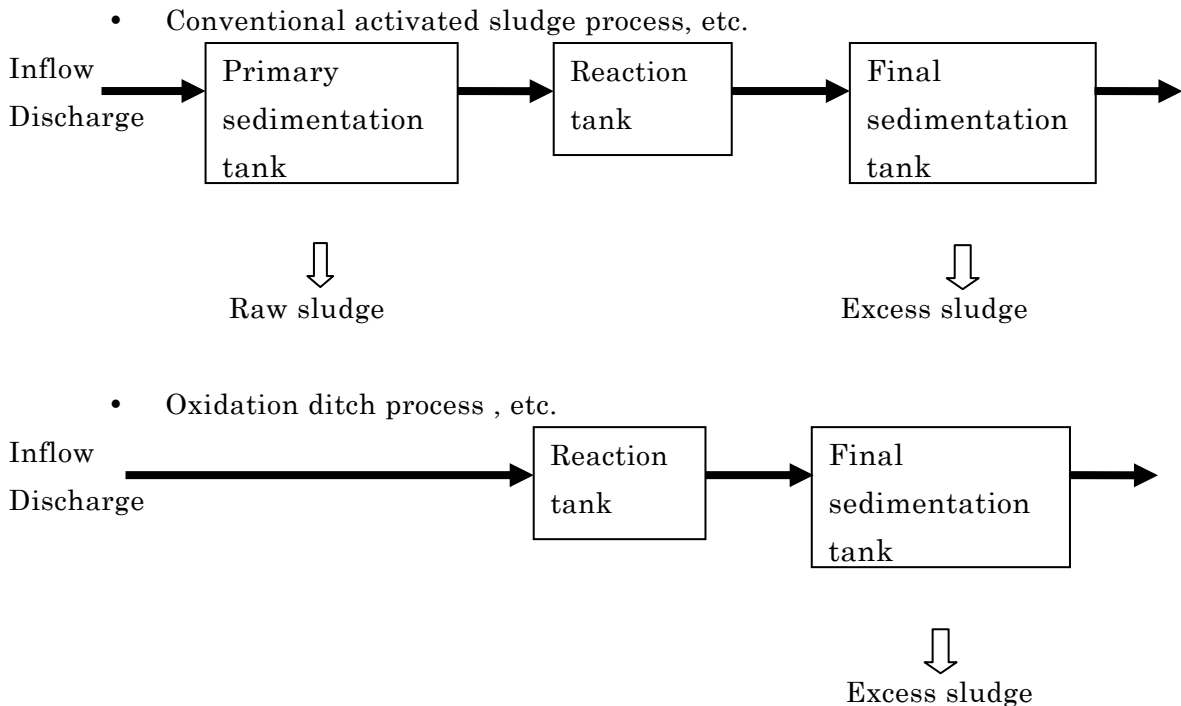 • Conventional activated sludge process, etc.
Inflow
Discharge
Primary
sedimentation
tank
Reaction
tank
Final
sedimentation
tank
Raw sludge
Excess sludge
• Oxidation ditch process , etc.
Inflow
Discharge
Reaction
tank
Final
sedimentation
tank
Excess sludge